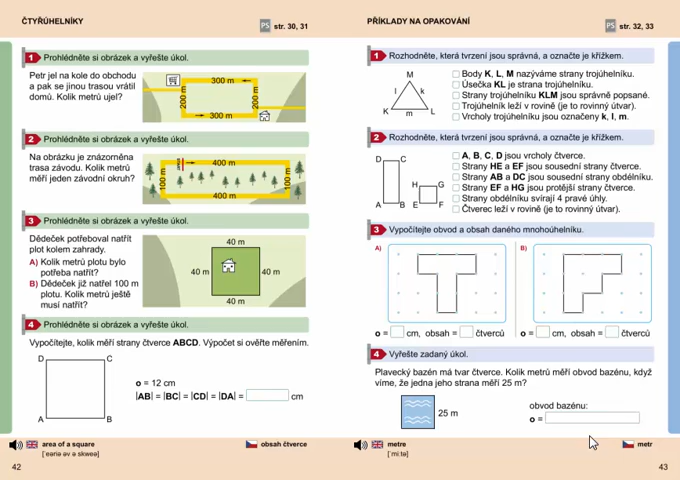 ČTYŘÚHELNÍKY
PS str. 30, 31
1 Prohlédněte si obrázek a vyřešte úkol.
Petr jel na kole do obchodu
a pak se jinou trasou vrátil
domů. Kolik metrů ujel?
300 m
200 m
200 m
300 m
2 Prohlédněte si obrázek a vyřešte úkol.
Na obrázku je znázorněna
trasa závodu. Kolik metrů
měří jeden závodní okruh?
START
400 m
100 m
100 m
400 m
3 Prohlédněte si obrázek a vyřešte úkol.
Dědeček potřeboval natřít
plot kolem zahrady.
A) Kolik metrů plotu bylo
potřeba natřít?
B) Dědeček již natřel 100 m
plotu. Kolik metrů ještě
musí natřít?
40 m
40 m
40 m
40 m
4 Prohlédněte si obrázek a vyřešte úkol.
Vypočítejte, kolik měří strany čtverce ABCD. Výpočet si ověřte měřením.
D C
A B
o = 12 cm
|AB| = |BC| = |CD| = |DA| = cm
area of a square
obsah čtverce
42
PŘÍKLADY NA OPAKOVÁNÍ
PS str. 32, 33
1 Rozhodněte, která tvrzení jsou správná, a označte je křížkem.
M
l k
K m L
Body K, L, M nazýváme strany trojúhelníku.
Úsečka KL je strana trojúhelníku.
Strany trojúhelníku KLM jsou správně popsané.
Trojúhelník leží v rovině (je to rovinný útvar).
Vrcholy trojúhelníku jsou označeny k, l, m.
2 Rozhodněte, která tvrzení jsou správná, a označte je křížkem.
D C
H G
A B E F
A, B, C, D jsou vrcholy čtverce.
Strany HE a EF jsou sousední strany čtverce.
Strany AB a DC jsou sousední strany obdélníku.
Strany EF a HG jsou protější strany čtverce.
Strany obdélníku svírají 4 pravé úhly.
Čtverec leží v rovině (je to rovinný útvar).
3 Vypočítejte obvod a obsah daného mnohoúhelníku.
A)
B)
o = cm, obsah = čtverců
o = cm, obsah = čtverců
4 Vyřešte zadaný úkol.
Plavecký bazén má tvar čtverce. Kolik metrů měří obvod bazénu, když
víme, že jedna jeho strana měří 25 m?
25 m
obvod bazénu:
o =
metre
metr
43